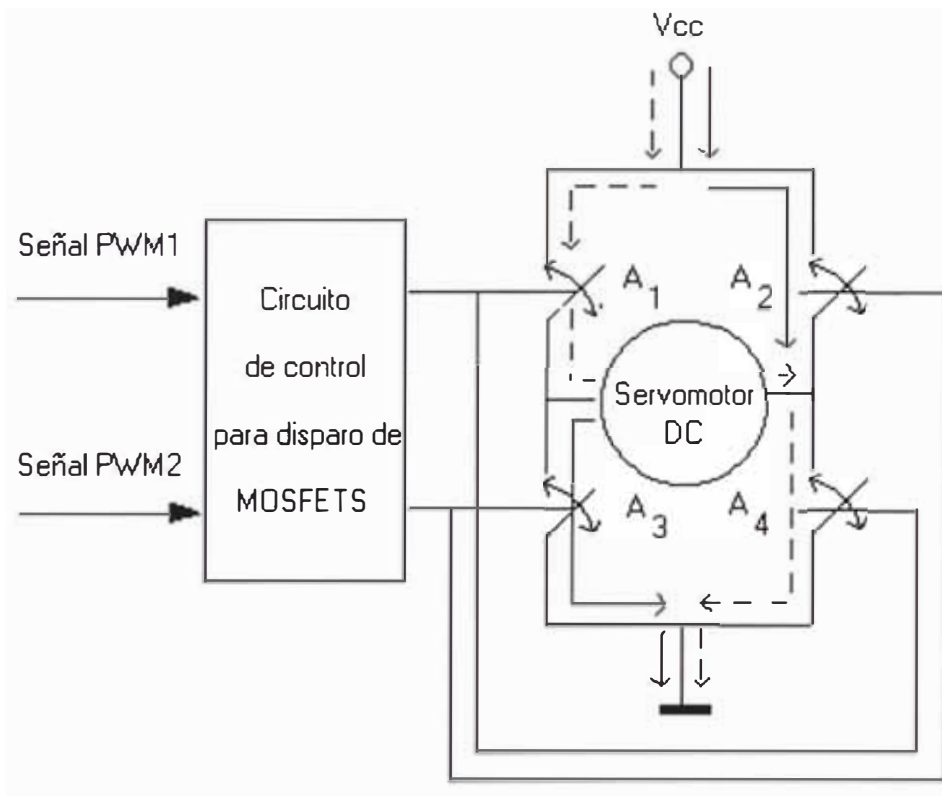 Vcc
Señal PWM1
Circuito
de control
para disparo de
MOSFETS
Señal PWM2
A1
A2
Servomotor
DC
A3
A4